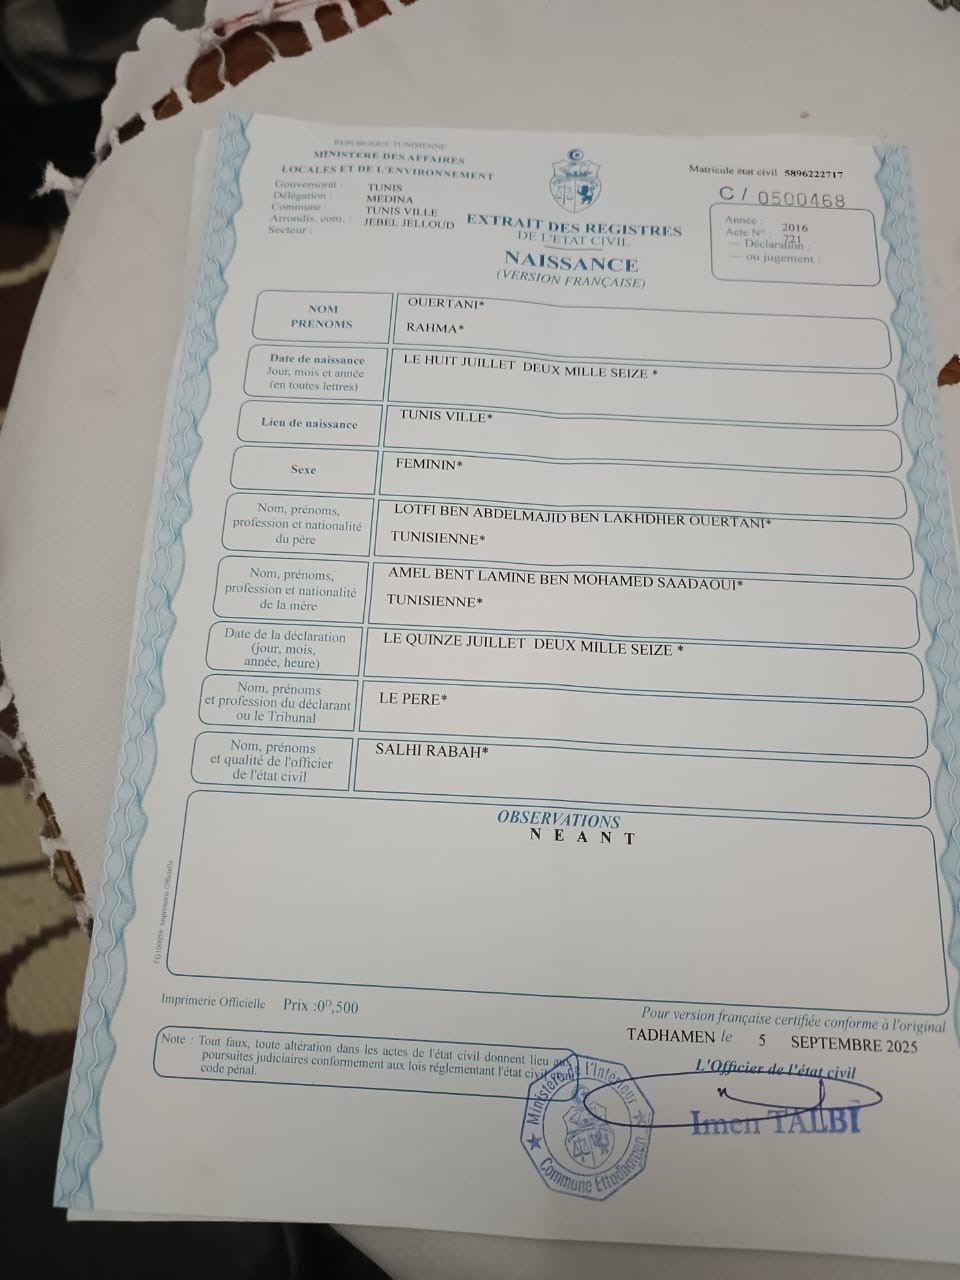 REPUBLIQUE TUNISIENNE
MINISTERE DES AFFAIRES
LOCALES ET DE L'ENVIRONNEMENT
Gouvernorat : TUNIS
Délégation : MEDINA
Commune : TUNIS VILLE
Arrondis. com. : JEBEL JELLOUD
Secteur :
EXTRAIT DES REGISTRES
DE L'ETAT CIVIL
NAISSANCE
(VERSION FRANÇAISE)
Matricule état civil 5896222717
C / 0500468
Année : 2016
Acte N° : 721
— Déclaration :
— ou jugement :
NOM OUERTANI*
PRENOMS RAHMA*
Date de naissance LE HUIT JUILLET DEUX MILLE SEIZE *
Jour, mois et année
(en toutes lettres)
Lieu de naissance TUNIS VILLE*
Sexe FEMININ*
Nom, prénoms, LOTFI BEN ABDELMAJID BEN LAKHDHER OUERTANI*
profession et nationalité TUNISIENNE*
du père
Nom, prénoms, AMEL BENT LAMINE BEN MOHAMED SAADAOUI*
profession et nationalité TUNISIENNE*
de la mère
Date de la déclaration LE QUINZE JUILLET DEUX MILLE SEIZE *
(jour, mois,
année, heure)
Nom, prénoms LE PERE*
et profession du déclarant
ou le Tribunal
Nom, prénoms SALHI RABAH*
et qualité de l'officier
de l'état civil
OBSERVATIONS
N E A N T
FG100059 Imprimerie Officielle
Imprimerie Officielle Prix :0ᴰ,500
Pour version française certifiée conforme à l'original
TADHAMEN le 5 SEPTEMBRE 2025
L'Officier de l'état civil
Note : Tout faux, toute altération dans les actes de l'état civil donnent lieu aux
poursuites judiciaires conformement aux lois réglementant l'état civil
code pénal.
Imen TALBI
Ministère de l'Intérieur
Commune Ettadhamen